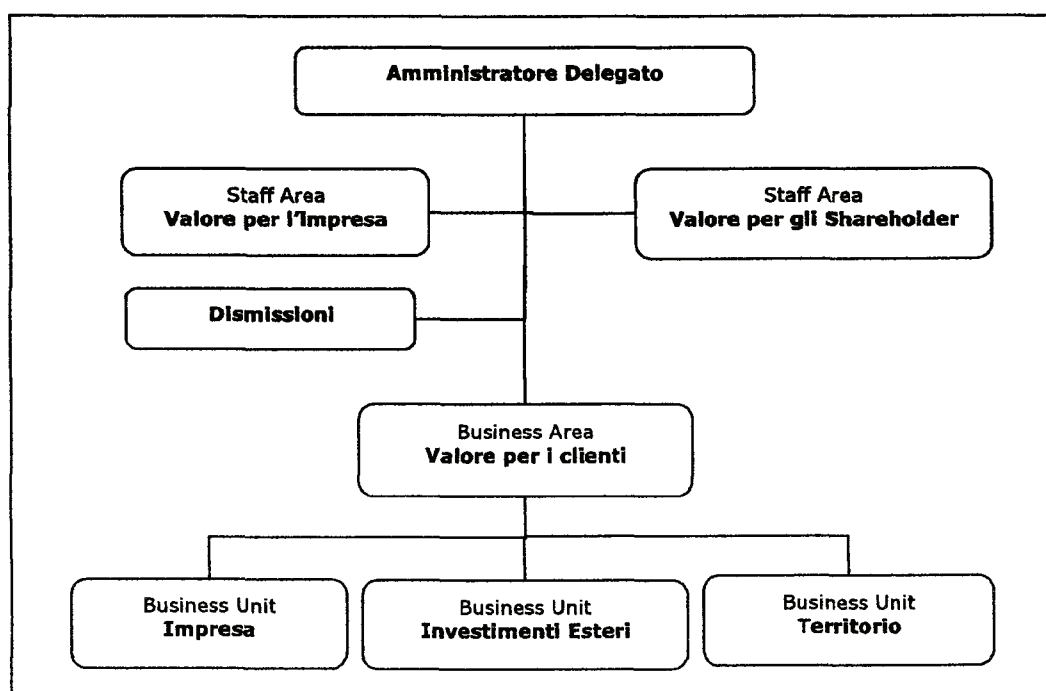 Amministratore Delegato
Staff Area
Valore per l'Impresa
Staff Area
Valore per gli Shareholder
Dismissioni
Business Area
Valore per i clienti
Business Unit
Impresa
Business Unit
Investimenti Esteri
Business Unit
Territorio